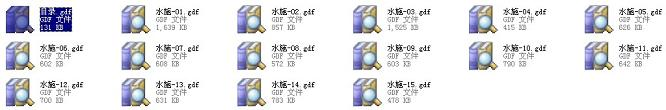 目录.gdf
GDF 文件
131 KB
水施-01.gdf
GDF 文件
1,639 KB
水施-02.gdf
GDF 文件
857 KB
水施-03.gdf
GDF 文件
1,525 KB
水施-04.gdf
GDF 文件
415 KB
水施-05.gdf
GDF 文件
626 KB
水施-06.gdf
GDF 文件
602 KB
水施-07.gdf
GDF 文件
608 KB
水施-08.gdf
GDF 文件
572 KB
水施-09.gdf
GDF 文件
603 KB
水施-10.gdf
GDF 文件
790 KB
水施-11.gdf
GDF 文件
642 KB
水施-12.gdf
GDF 文件
700 KB
水施-13.gdf
GDF 文件
631 KB
水施-14.gdf
GDF 文件
783 KB
水施-15.gdf
GDF 文件
478 KB